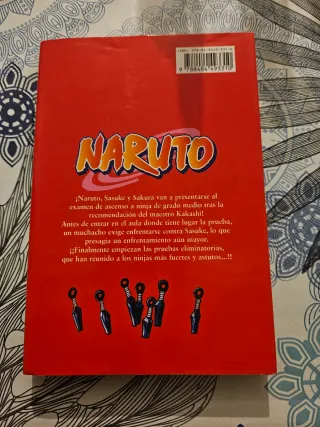 NARUTO
¡Naruto, Sasuke y Sakura van a presentarse al
examen de ascenso a ninja de grado medio tras la
recomendación del maestro Kakashi!
Antes de entrar en el aula donde tiene lugar la prueba,
un muchacho exige enfrentarse contra Sasuke, lo que
presagia un enfrentamiento aún mayor.
¡¡Finalmente empiezan las pruebas eliminatorias,
que han reunido a los ninjas más fuertes y astutos...!!